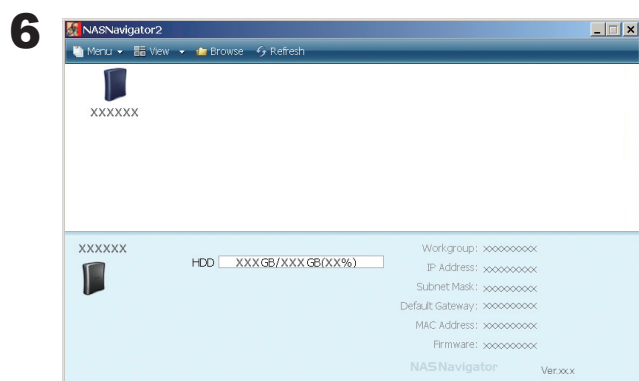 6
NASNavigator2
Menu View Browse Refresh
XXXXXX
XXXXXX
HDD XXXGB/XXXGB(XX%)
Workgroup: xxxxxxxxx
IP Address: xxxxxxxxx
Subnet Mask: xxxxxxxxx
Default Gateway: xxxxxxxxx
MAC Address: xxxxxxxxx
Firmware: xxxxxxxxx
NASNavigator Ver.xx.x